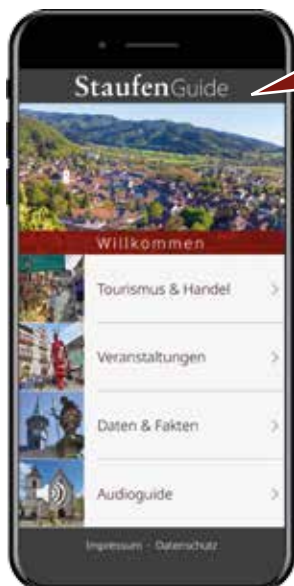 StaufenGuide
Willkommen
Tourismus & Handel
Veranstaltungen
Daten & Fakten
Audioguide
Impressum - Datenschutz